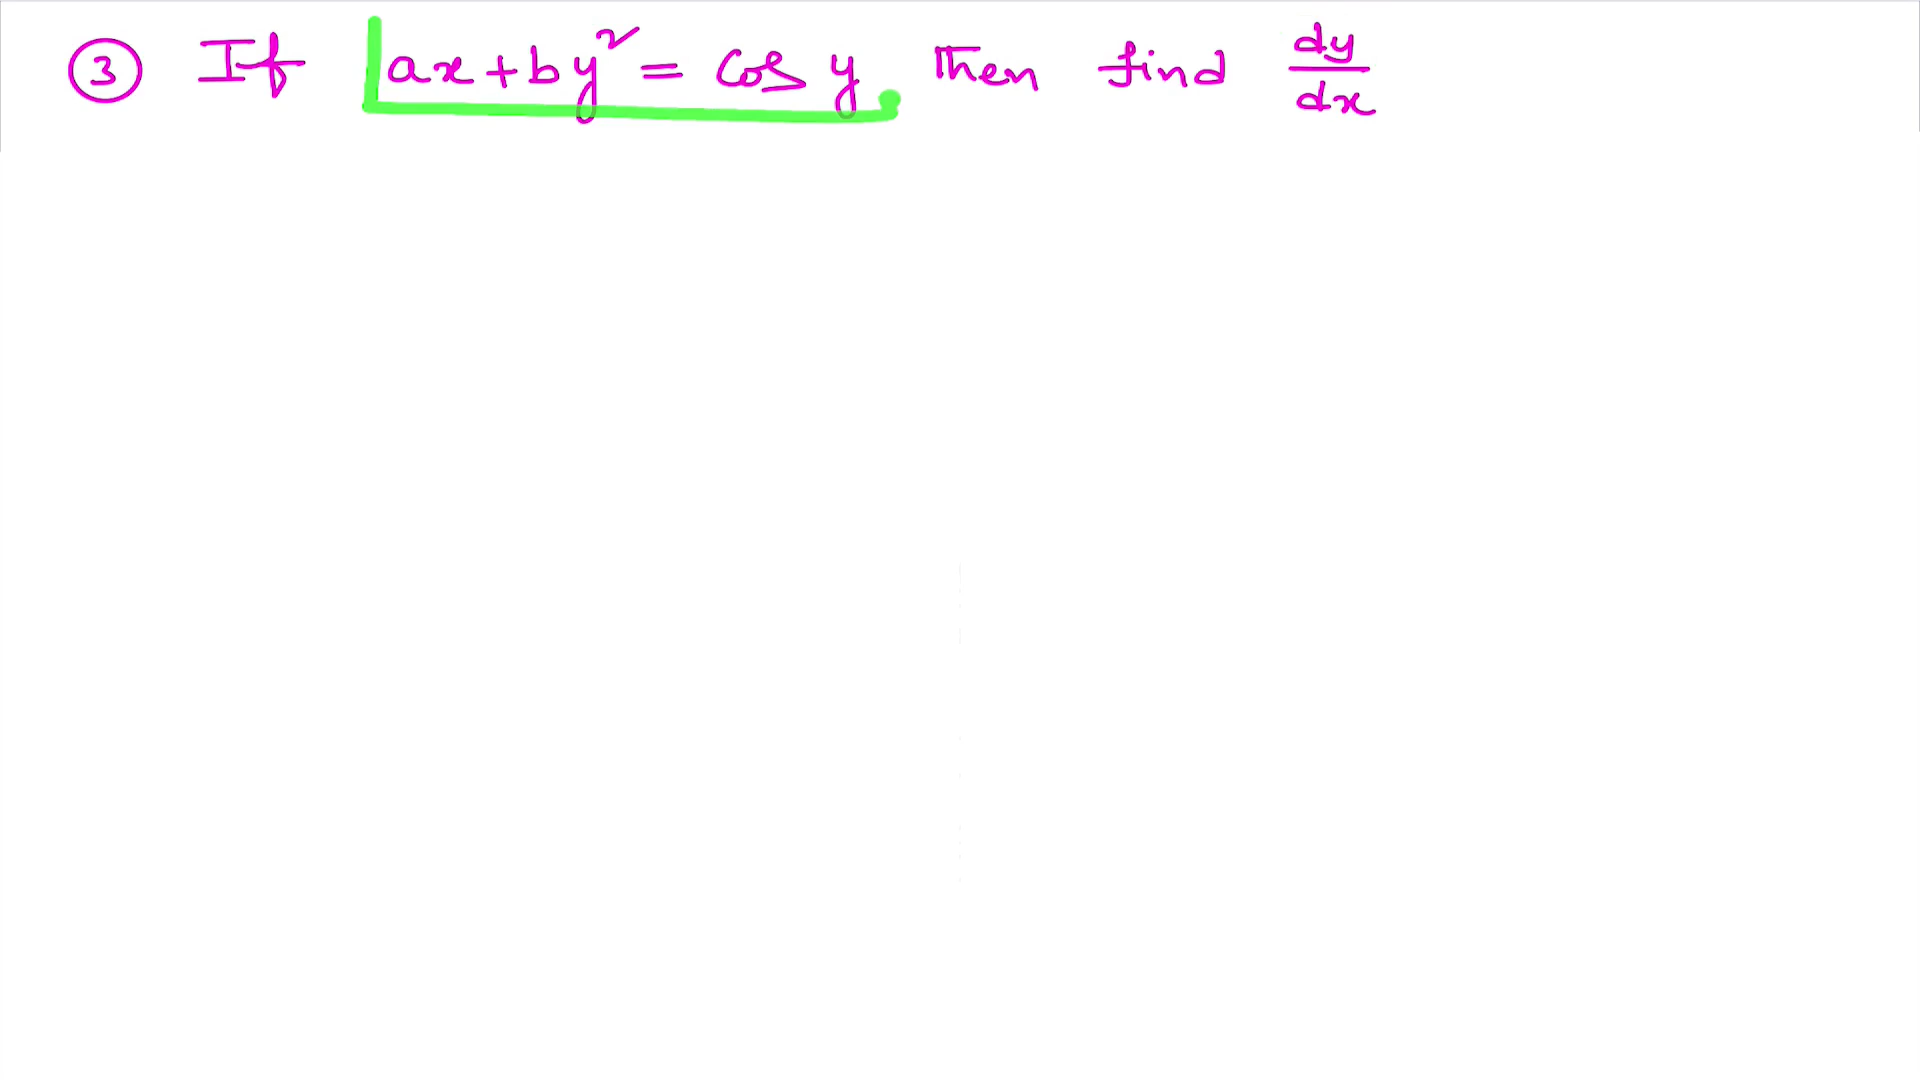 ③ If ax+by² = cos y Then find dy/dx